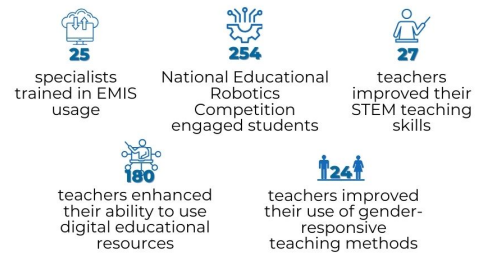 25
specialists
trained in EMIS
usage
254
National Educational
Robotics
Competition
engaged students
27
teachers
improved their
STEM teaching
skills
180
teachers enhanced
their ability to use
digital educational
resources
24
teachers improved
their use of gender-
responsive
teaching methods